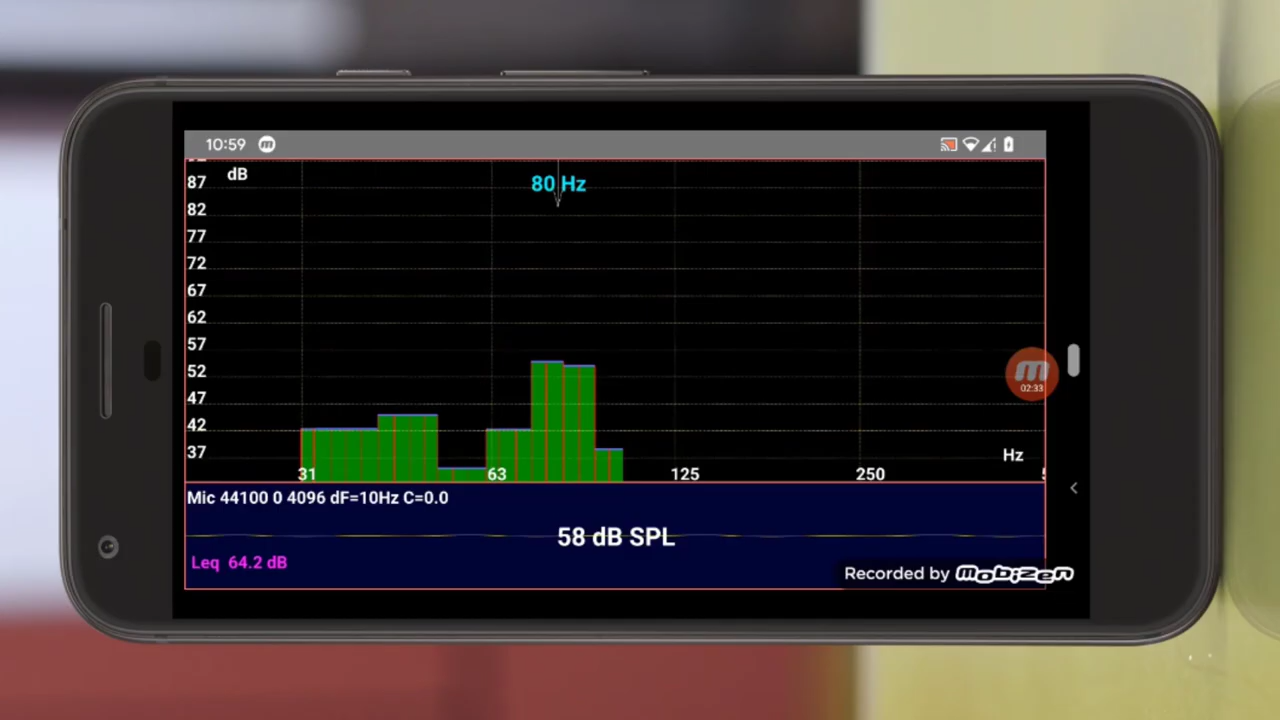 10:59
dB
80 Hz
87
82
77
72
67
62
57
52
47
42
37
Hz
31 63 125 250
02:33
Mic 44100 0 4096 dF=10Hz C=0.0
58 dB SPL
Leq 64.2 dB
Recorded by Mobizen